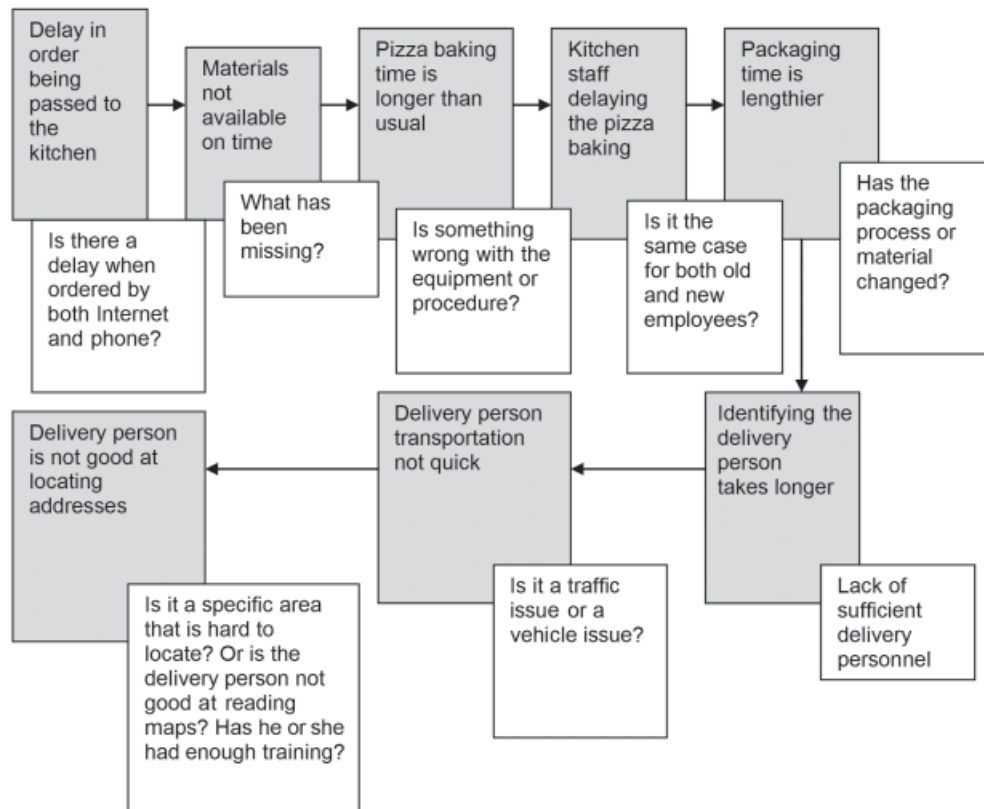 Delay in
order
being
passed to
the
kitchen
Is there a
delay when
ordered by
both Internet
and phone?
Materials
not
available
on time
What has
been
missing?
Pizza baking
time is
longer than
usual
Is something
wrong with the
equipment or
procedure?
Kitchen
staff
delaying
the pizza
baking
Is it the
same case
for both old
and new
employees?
Packaging
time is
lengthier
Has the
packaging
process or
material
changed?
Identifying the
delivery
person
takes longer
Lack of
sufficient
delivery
personnel
Delivery person
transportation
not quick
Is it a traffic
issue or a
vehicle issue?
Delivery person
is not good at
locating
addresses
Is it a specific area
that is hard to
locate? Or is the
delivery person not
good at reading
maps? Has he or she
had enough training?